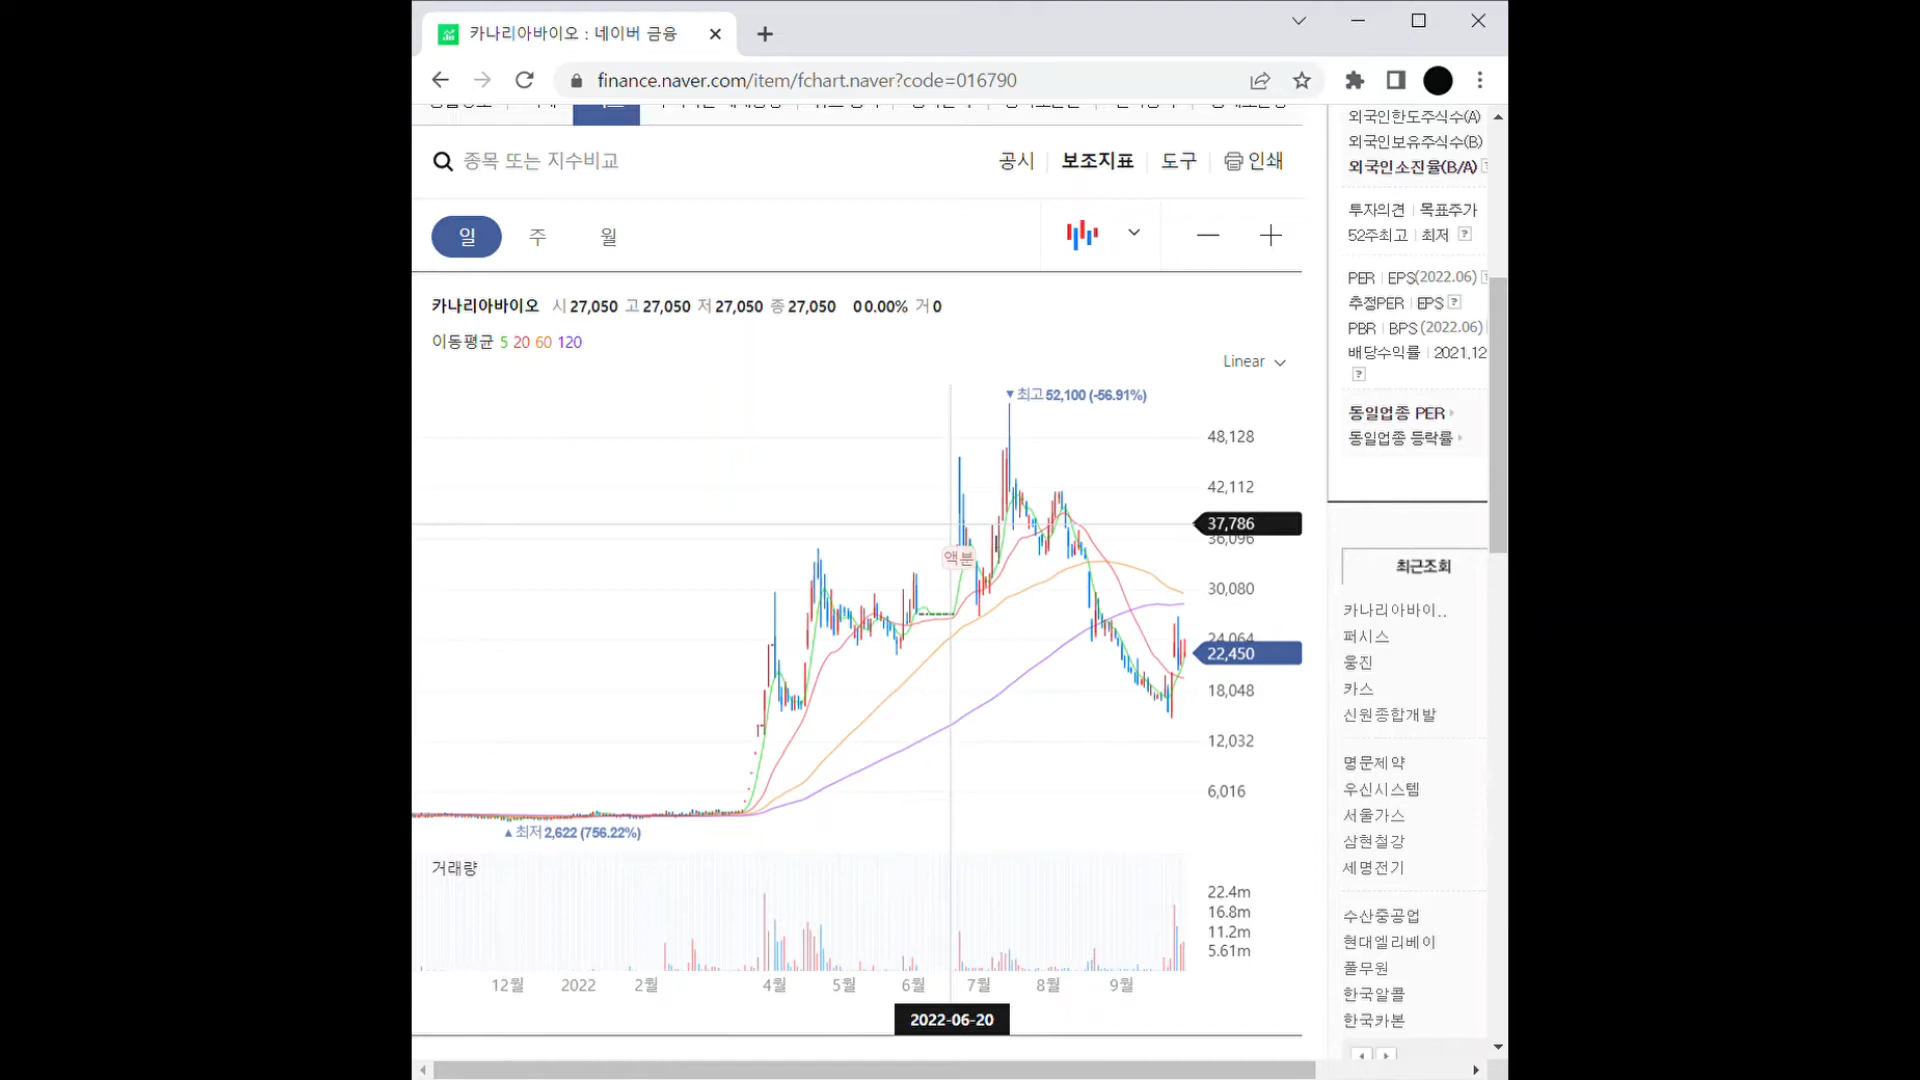 카나리아바이오 : 네이버 금융
finance.naver.com/item/fchart.naver?code=016790
종목 또는 지수비교
공시 보조지표 도구 인쇄
일 주 월
카나리아바이오 시 27,050 고 27,050 저 27,050 종 27,050 0 0.00% 거 0
이동평균 5 20 60 120
Linear
▼최고 52,100 (-56.91%)
48,128
42,112
37,786
36,096
액분
30,080
24,064
22,450
18,048
12,032
6,016
▲최저 2,622 (756.22%)
거래량
22.4m
16.8m
11.2m
5.61m
12월 2022 2월 4월 5월 6월 7월 8월 9월
2022-06-20
외국인한도주식수(A)
외국인보유주식수(B)
외국인소진율(B/A) ?
투자의견 | 목표주가
52주최고 | 최저 ?
PER | EPS(2022.06) ?
추정PER | EPS ?
PBR | BPS (2022.06)
배당수익률 | 2021.12
?
동일업종 PER
동일업종 등락률
최근조회
카나리아바이..
퍼시스
웅진
카스
신원종합개발
명문제약
우신시스템
서울가스
삼현철강
세명전기
수산중공업
현대엘리베이
풀무원
한국알콜
한국카본